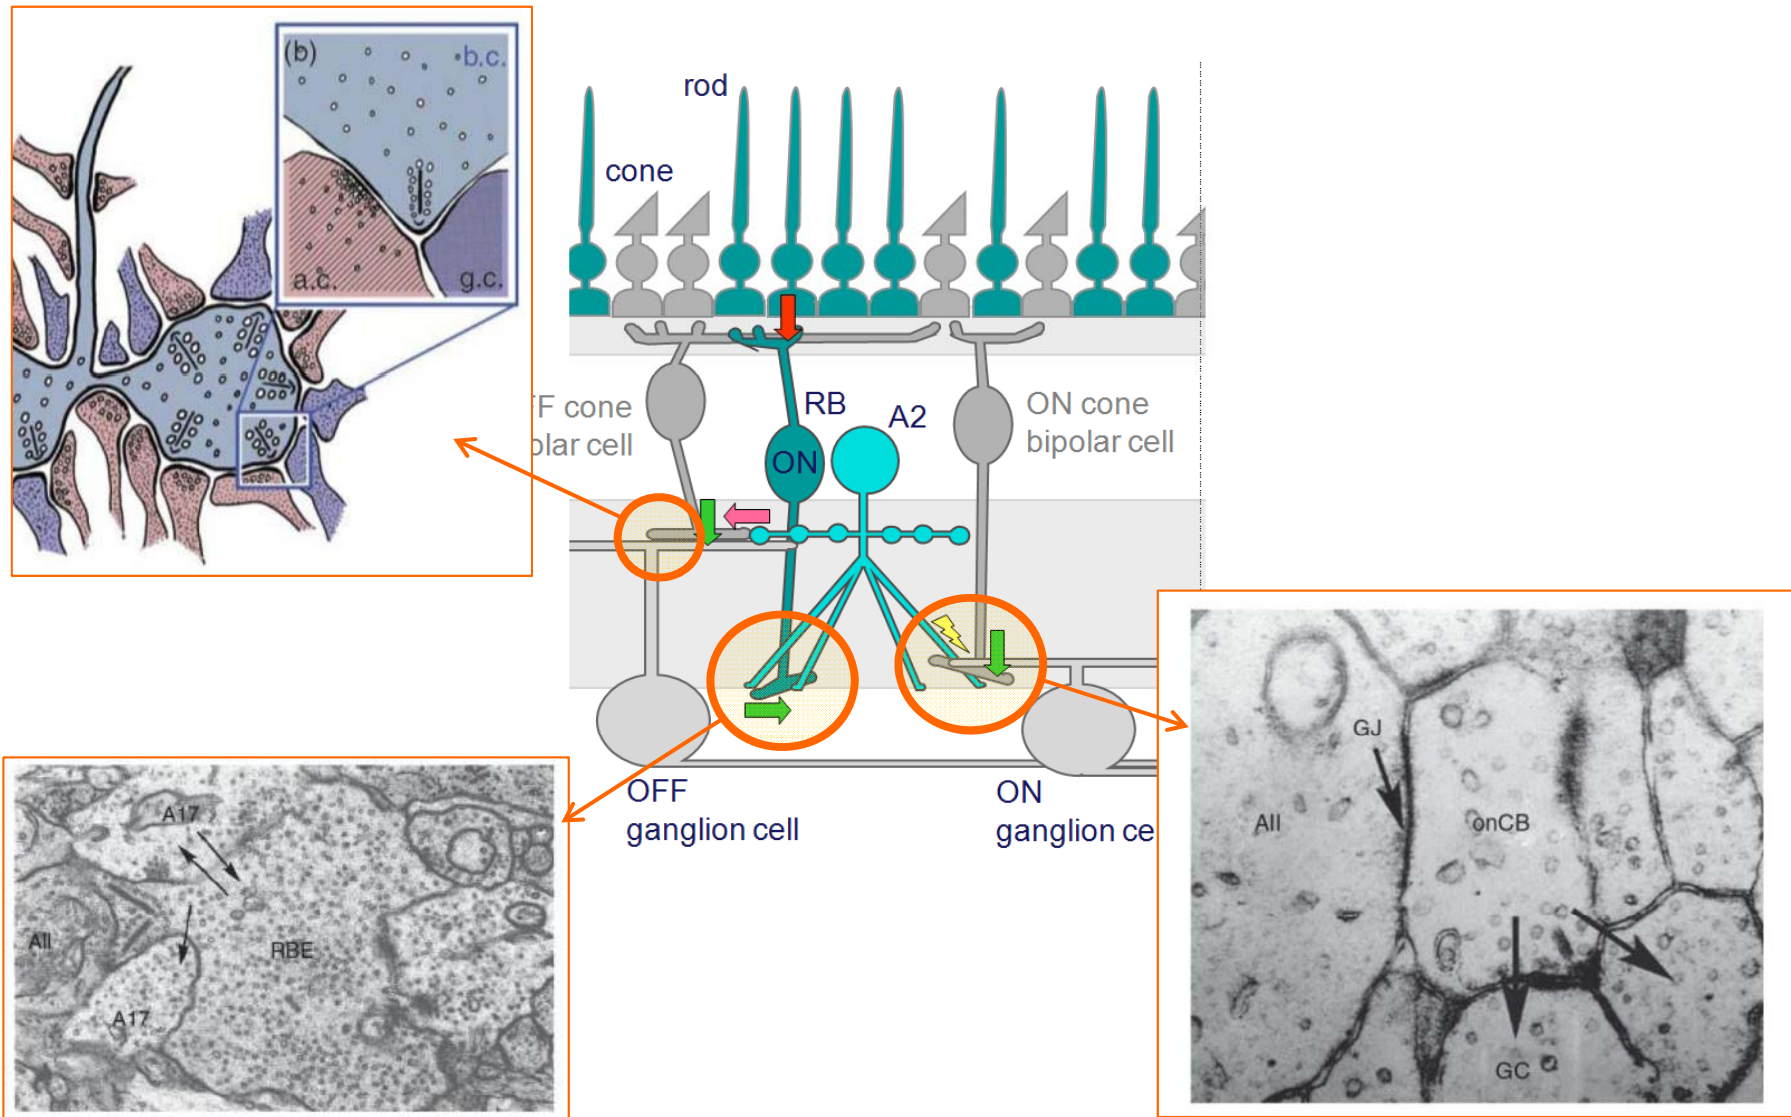 (b)
b.c.
a.c.
g.c.
rod
cone
FF cone
olar cell
RB
A2
ON
ON cone
bipolar cell
OFF
ganglion cell
ON
ganglion ce
A17
AII
RBE
A17
GJ
AII
onCB
GC